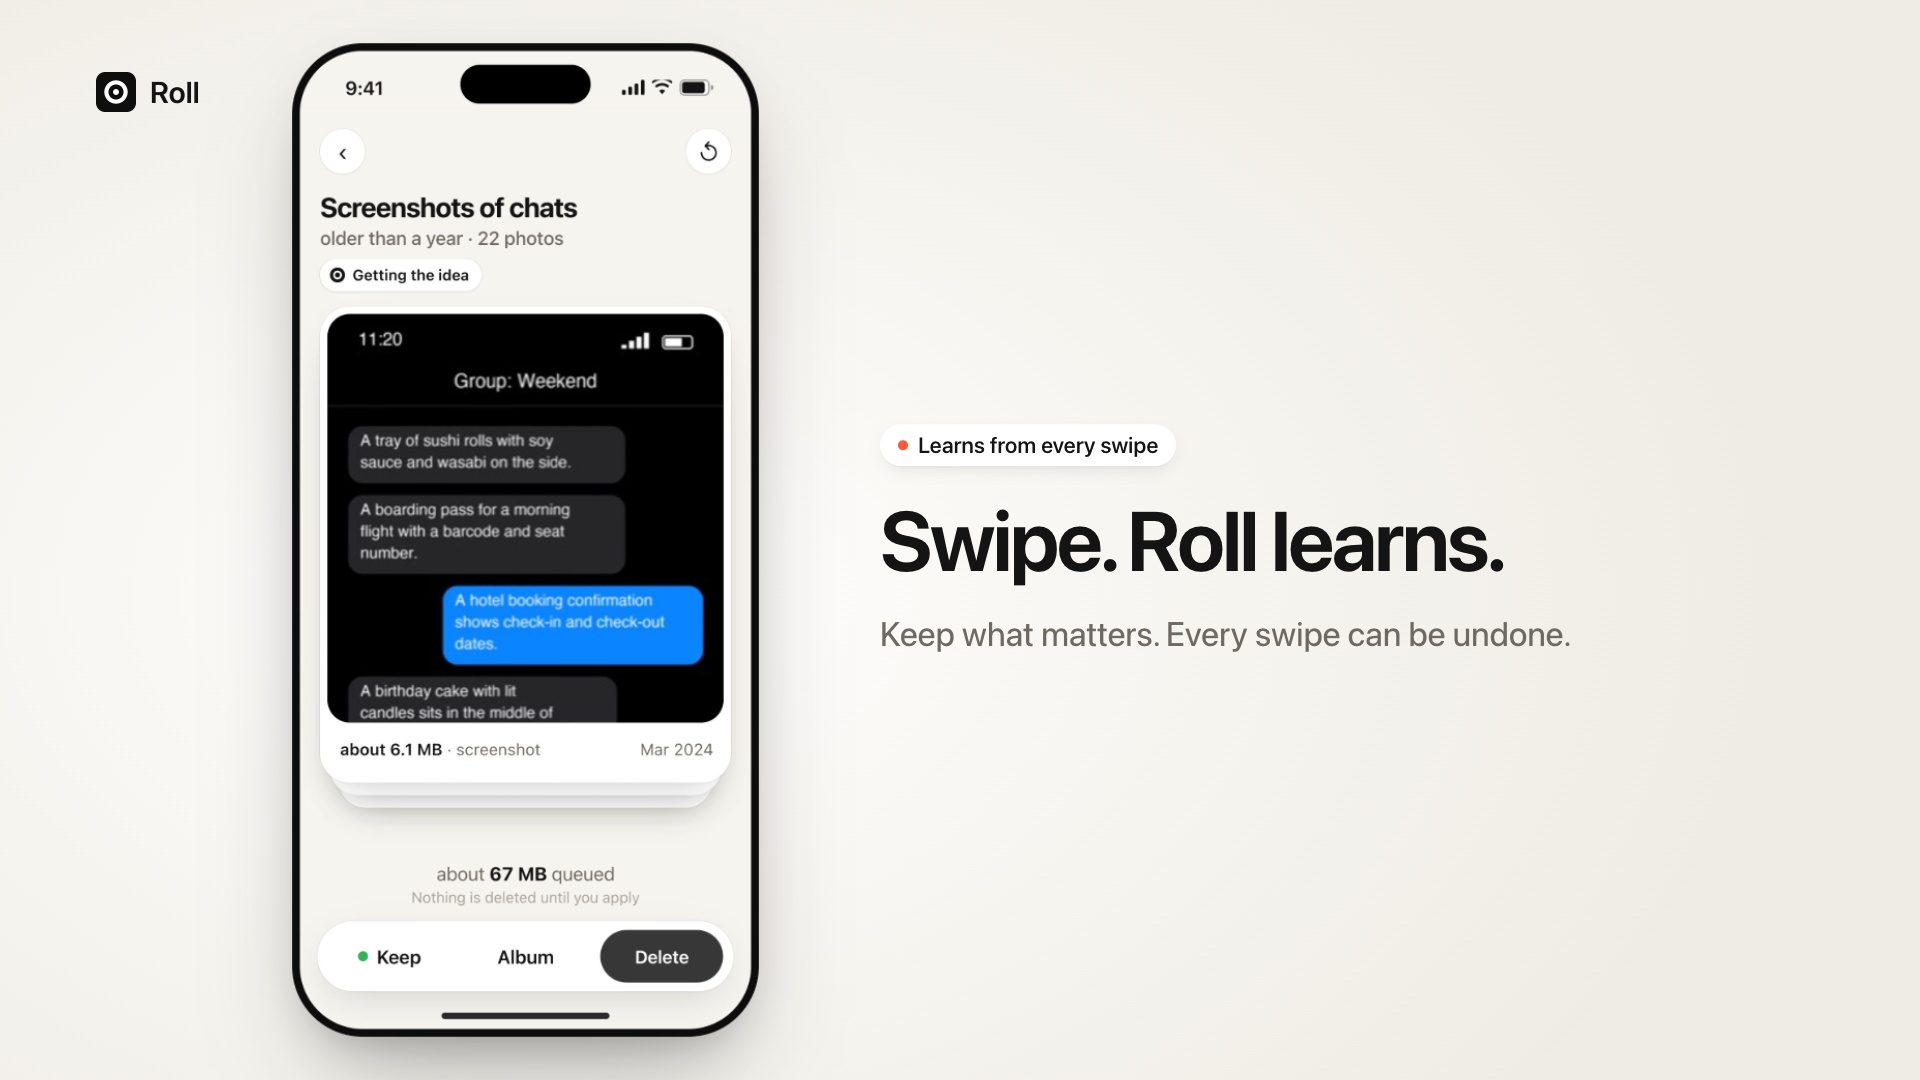 Roll
9:41
‹
Screenshots of chats
older than a year · 22 photos
Getting the idea
11:20
Group: Weekend
A tray of sushi rolls with soy
sauce and wasabi on the side.
A boarding pass for a morning
flight with a barcode and seat
number.
A hotel booking confirmation
shows check-in and check-out
dates.
A birthday cake with lit
candles sits in the middle of
about 6.1 MB · screenshot
Mar 2024
about 67 MB queued
Nothing is deleted until you apply
Keep
Album
Delete
Learns from every swipe
Swipe. Roll learns.
Keep what matters. Every swipe can be undone.